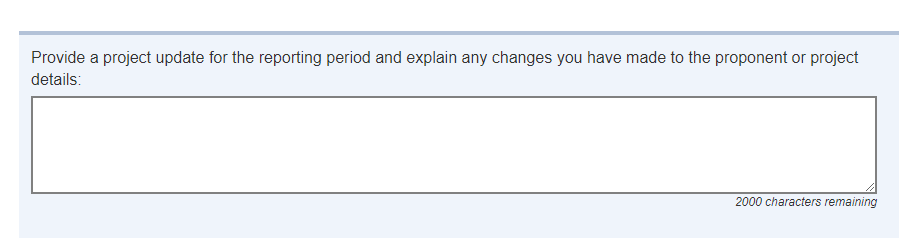 Provide a project update for the reporting period and explain any changes you have made to the proponent or project
details:
2000 characters remaining